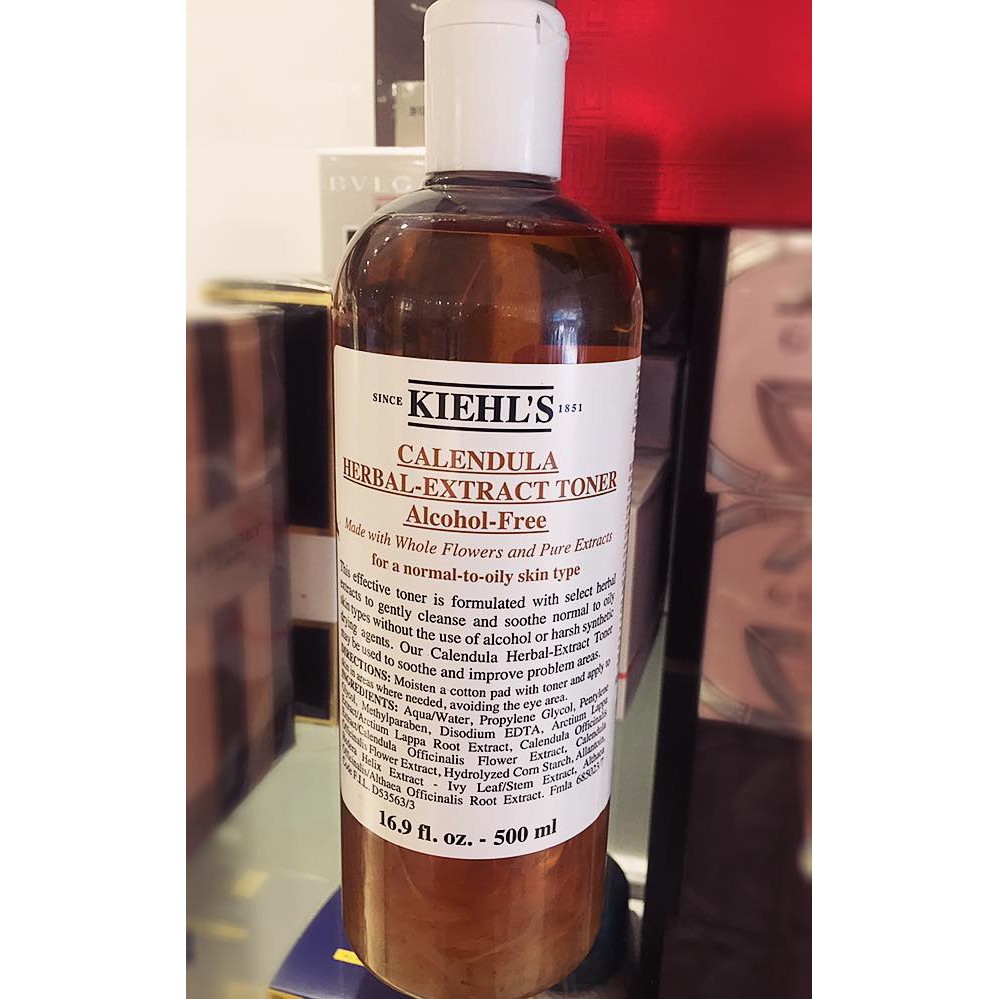 BVLG
SINCE KIEHL'S 1851
CALENDULA
HERBAL-EXTRACT TONER
Alcohol-Free
Made with Whole Flowers and Pure Extracts
for a normal-to-oily skin type
This effective toner is formulated with select herbal
extracts to gently cleanse and soothe normal to oily
skin types without the use of alcohol or harsh synthetic
drying agents. Our Calendula Herbal-Extract Toner
may be used to soothe and improve problem areas.
DIRECTIONS: Moisten a cotton pad with toner and apply to
skin in areas where needed, avoiding the eye area.
INGREDIENTS: Aqua/Water, Propylene Glycol, Pentylene
Glycol, Methylparaben, Disodium EDTA, Arctium Lappa
Extract/Arctium Lappa Root Extract, Calendula Officinalis
Extract/Calendula Officinalis Flower Extract, Calendula
Officinalis Flower Extract, Hydrolyzed Corn Starch, Allantoin,
Hedera Helix Extract - Ivy Leaf/Stem Extract, Althaea
Officinalis/Althaea Officinalis Root Extract. Fmla 685023/7
Code F.I.L. D53563/3
16.9 fl. oz. - 500 ml